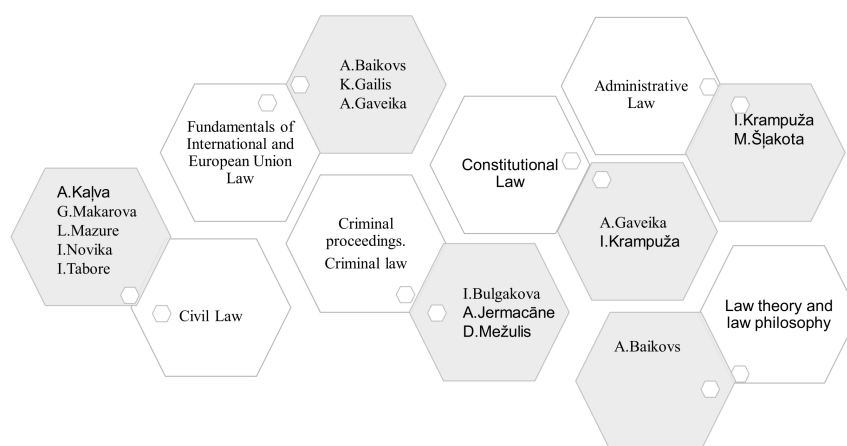 A.Baikovs
K.Gailis
A.Gaveika
Fundamentals of
International and
European Union
Law
Administrative
Law
I.Krampuža
M.Šļakota
Constitutional
Law
A.Kaļva
G.Makarova
L.Mazure
I.Novika
I.Tabore
Criminal
proceedings.
Criminal law
A.Gaveika
I.Krampuža
Civil Law
I.Bulgakova
A.Jermacāne
D.Mežulis
Law theory and
law philosophy
A.Baikovs